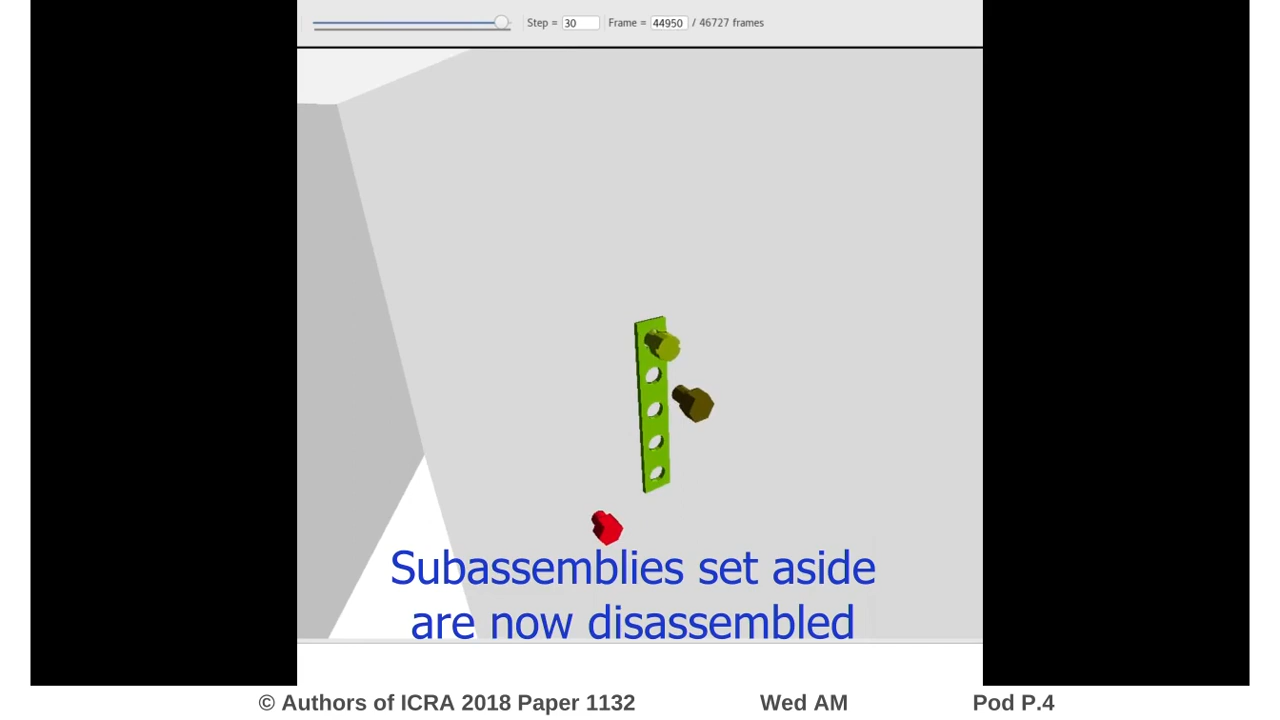 Step = 30 Frame = 44950 / 46727 frames
Subassemblies set aside
are now disassembled
© Authors of ICRA 2018 Paper 1132 Wed AM Pod P.4